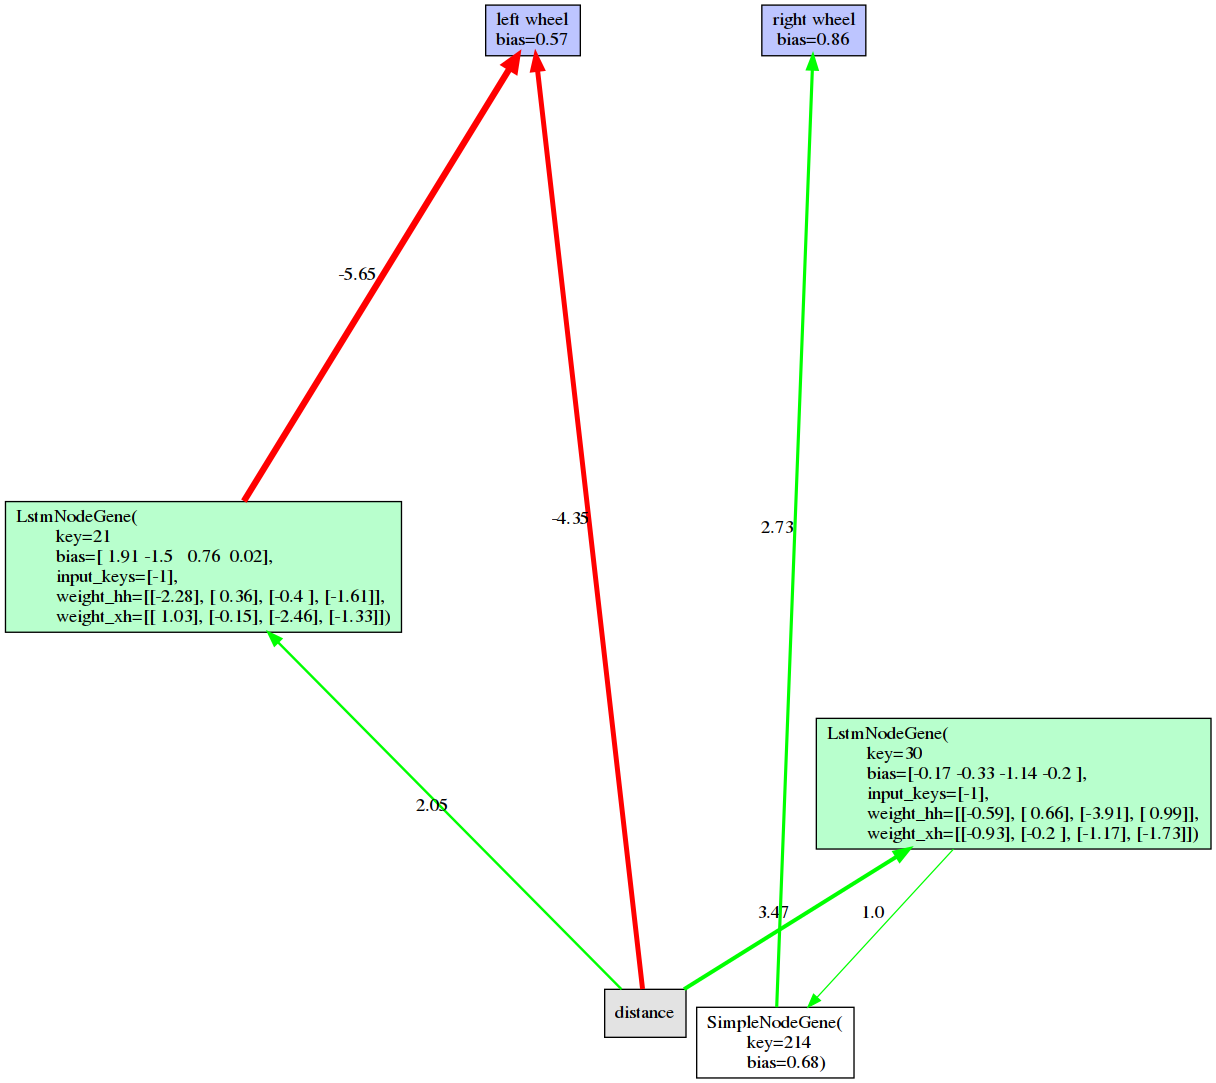 left wheel
bias=0.57
right wheel
bias=0.86
-5.65
LstmNodeGene(
key=21
bias=[ 1.91 -1.5   0.76  0.02],
input_keys=[-1],
weight_hh=[[-2.28], [ 0.36], [-0.4 ], [-1.61]],
weight_xh=[[ 1.03], [-0.15], [-2.46], [-1.33]])
-4.35
2.73
LstmNodeGene(
key=30
bias=[-0.17 -0.33 -1.14 -0.2 ],
input_keys=[-1],
weight_hh=[[-0.59], [ 0.66], [-3.91], [ 0.99]],
weight_xh=[[-0.93], [-0.2 ], [-1.17], [-1.73]])
2.05
3.47
1.0
distance
SimpleNodeGene(
key=214
bias=0.68)